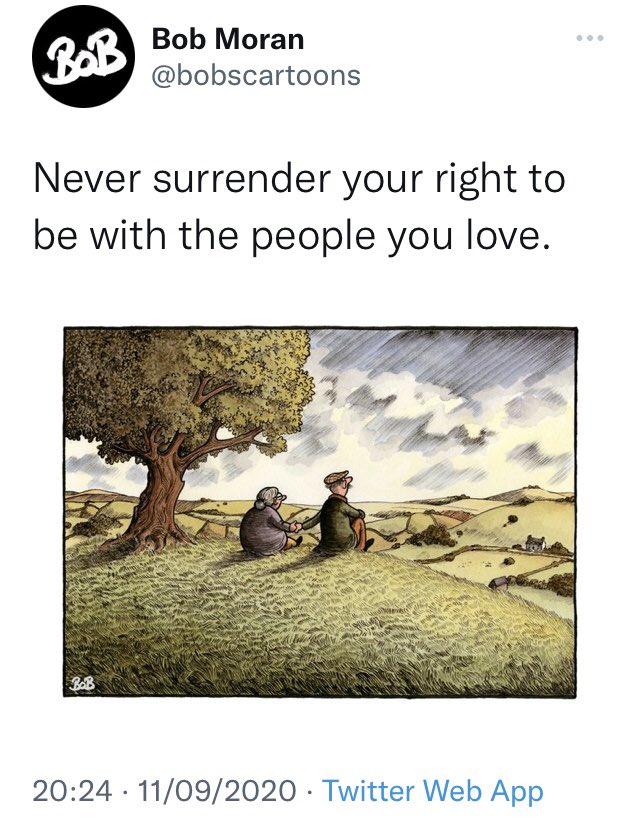 BOB
Bob Moran
@bobscartoons
Never surrender your right to
be with the people you love.
BOB
20:24 · 11/09/2020 · Twitter Web App